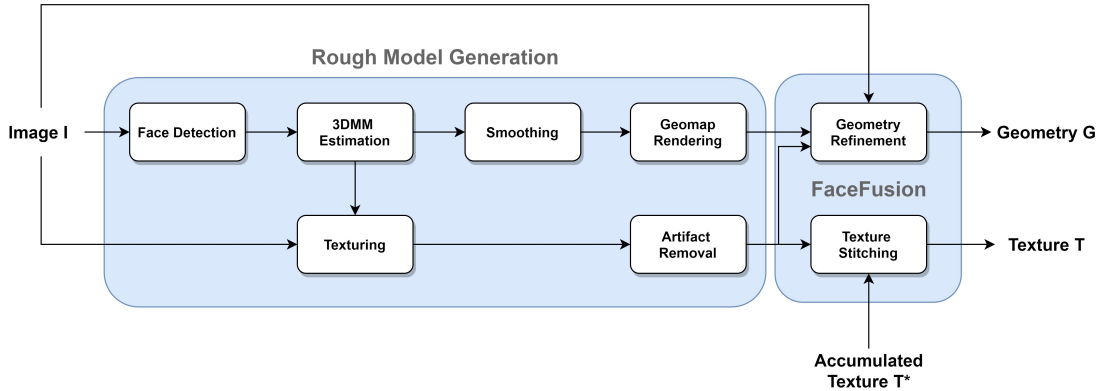 Rough Model Generation
Image I
Face Detection
3DMM
Estimation
Smoothing
Geomap
Rendering
Geometry
Refinement
Geometry G
FaceFusion
Texturing
Artifact
Removal
Texture
Stitching
Texture T
Accumulated
Texture T*